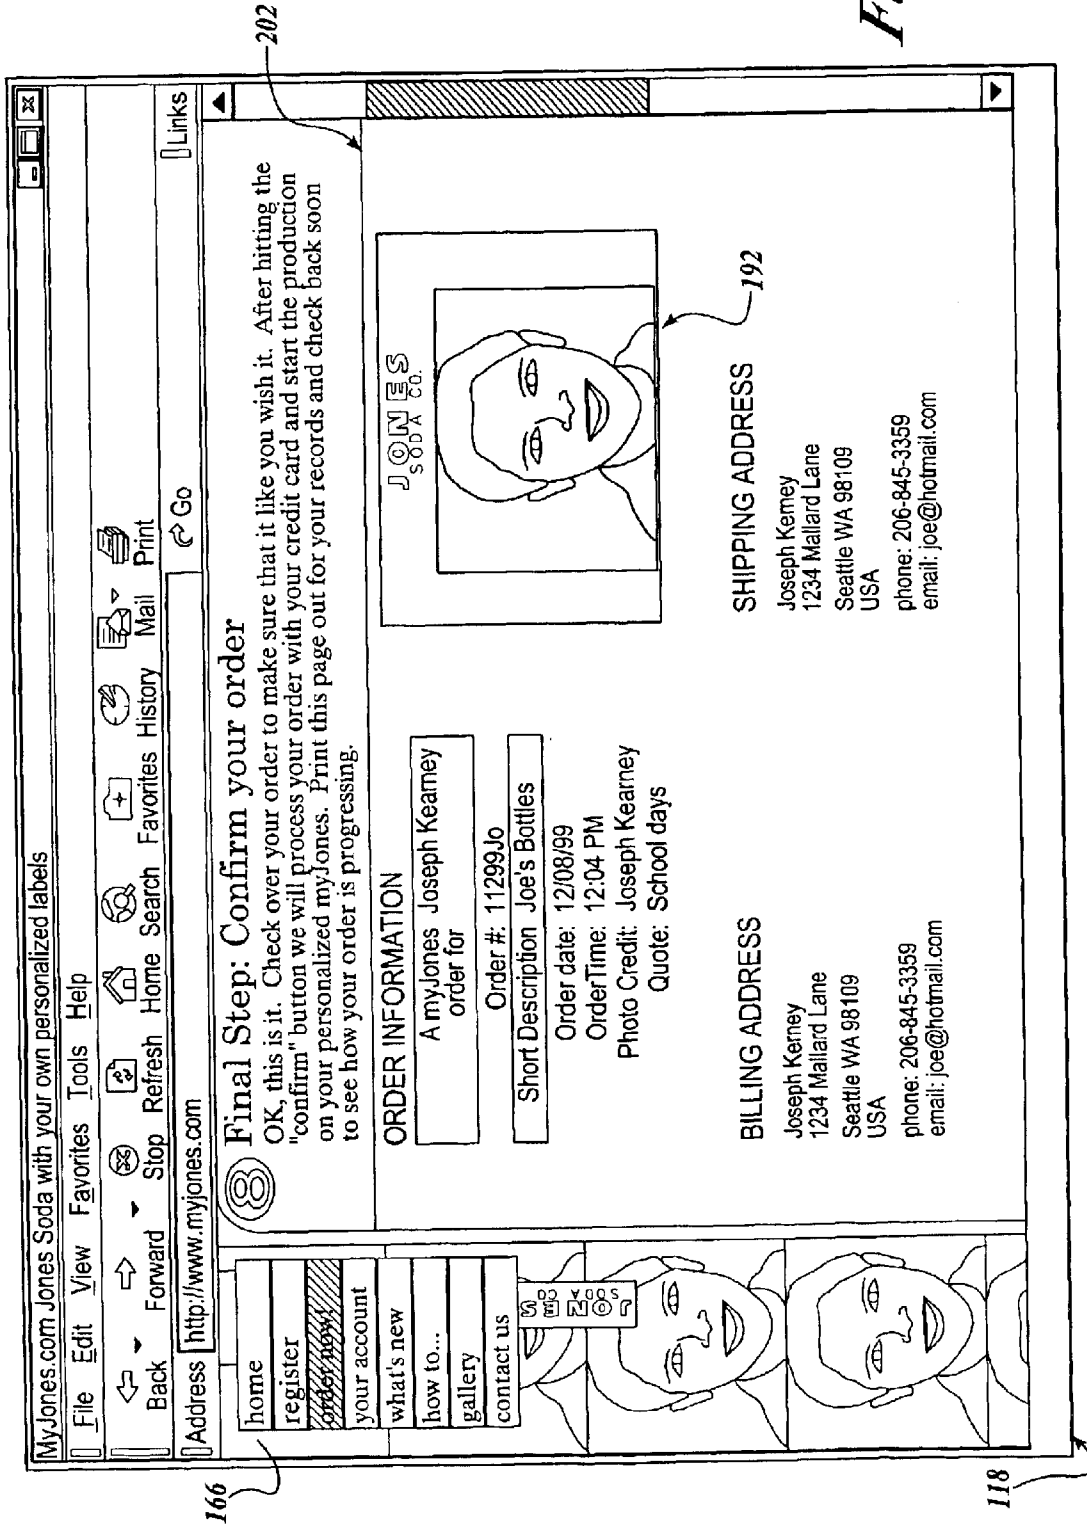 MyJones.com Jones Soda with your own personalized labels
File Edit View Favorites Tools Help
Back Forward Stop Refresh Home Search Favorites History Mail Print
Address http://www.myjones.com Go Links
home
register
order now!
your account
what's new
how to...
gallery
contact us
JONES
SODA CO
8 Final Step: Confirm your order
OK, this is it. Check over your order to make sure that it like you wish it. After hitting the
"confirm" button we will process your order with your credit card and start the production
on your personalized myJones. Print this page out for your records and check back soon
to see how your order is progressing.
ORDER INFORMATION
A myJones Joseph Kearney
order for
Order #: 11299Jo
Short Description Joe's Bottles
Order date: 12/08/99
OrderTime: 12:04 PM
Photo Credit: Joseph Kearney
Quote: School days
JONES
SODA CO.
BILLING ADDRESS
Joseph Kerney
1234 Mallard Lane
Seattle WA 98109
USA
phone: 206-845-3359
email: joe@hotmail.com
SHIPPING ADDRESS
Joseph Kerney
1234 Mallard Lane
Seattle WA 98109
USA
phone: 206-845-3359
email: joe@hotmail.com
166
202
192
118